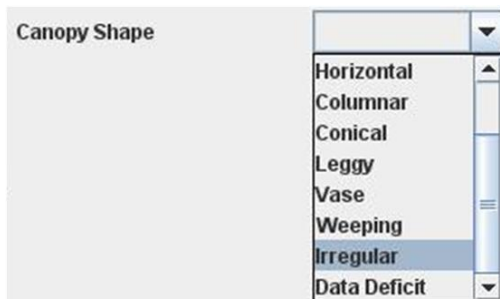 Canopy Shape
Horizontal
Columnar
Conical
Leggy
Vase
Weeping
Irregular
Data Deficit